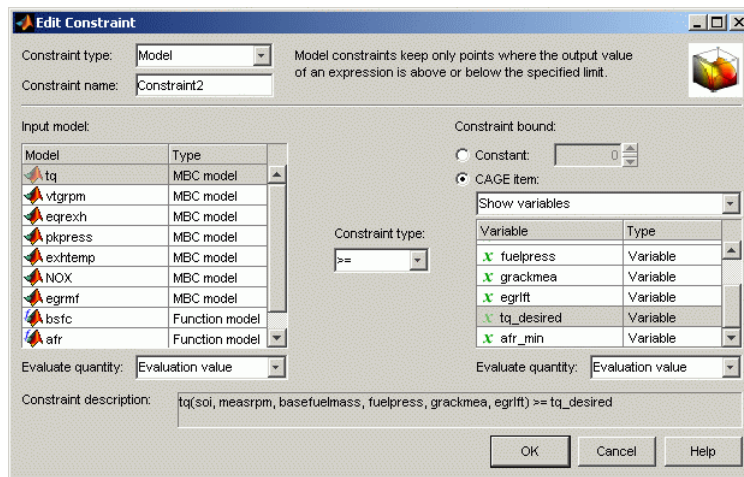 Edit Constraint
Constraint type: Model
Model constraints keep only points where the output value
of an expression is above or below the specified limit.
Constraint name: Constraint2
Input model:
Model Type
tq MBC model
vtgrpm MBC model
eqrexh MBC model
pkpress MBC model
exhtemp MBC model
NOX MBC model
egrmf MBC model
bsfc Function model
afr Function model
Evaluate quantity: Evaluation value
Constraint type:
>=
Constraint bound:
Constant: 0
CAGE item:
Show variables
Variable Type
x fuelpress Variable
x grackmea Variable
x egrlft Variable
x tq_desired Variable
x afr_min Variable
Evaluate quantity: Evaluation value
Constraint description: tq(soi, measrpm, basefuelmass, fuelpress, grackmea, egrlft) >= tq_desired
OK Cancel Help